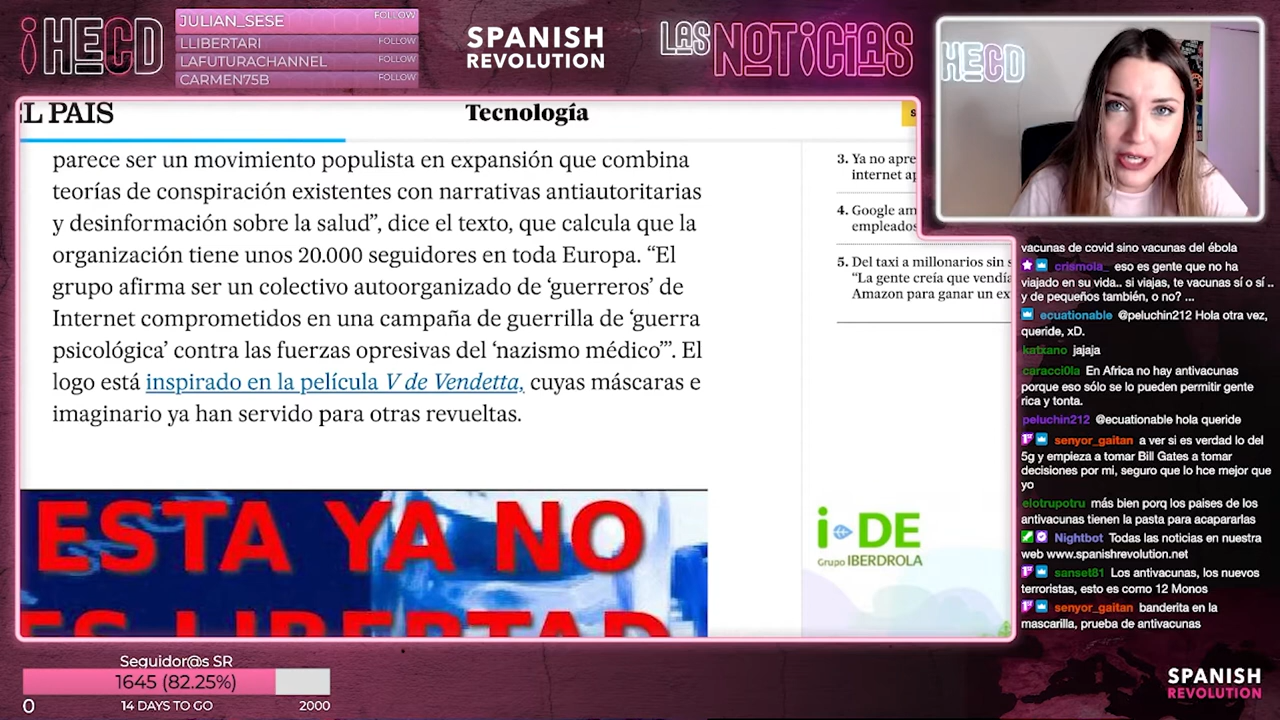 ¡HECD
JULIAN_SESE FOLLOW
LLIBERTARI FOLLOW
LAFUTURACHANNEL FOLLOW
CARMEN75B FOLLOW
SPANISH
REVOLUTION
LAS NOTICIAS
HECD
EL PAIS
Tecnología
S
parece ser un movimiento populista en expansión que combina
teorías de conspiración existentes con narrativas antiautoritarias
y desinformación sobre la salud”, dice el texto, que calcula que la
organización tiene unos 20.000 seguidores en toda Europa. “El
grupo afirma ser un colectivo autoorganizado de ‘guerreros’ de
Internet comprometidos en una campaña de guerrilla de ‘guerra
psicológica’ contra las fuerzas opresivas del ‘nazismo médico’”. El
logo está inspirado en la película V de Vendetta, cuyas máscaras e
imaginario ya han servido para otras revueltas.
ESTA YA NO
ES LIBERTAD
3. Ya no apre
internet ap
4. Google am
empleados
5. Del taxi a millonarios sin s
“La gente creía que vendía
Amazon para ganar un ex
i-DE
Grupo IBERDROLA
vacunas de covid sino vacunas del ébola
crismola_ eso es gente que no ha
viajado en su vida.. si viajas, te vacunas sí o sí ..
y de pequeños también, o no? ...
ecuationable @peluchin212 Hola otra vez,
queride, xD.
katxano jajaja
caracci0la En Africa no hay antivacunas
porque eso sólo se lo pueden permitir gente
rica y tonta.
peluchin212 @ecuationable hola queride
senyor_gaitan a ver si es verdad lo del
5g y empieza a tomar Bill Gates a tomar
decisiones por mi, seguro que lo hce mejor que
yo
elotrupotru más bien porq los paises de los
antivacunas tienen la pasta para acapararlas
Nightbot Todas las noticias en nuestra
web www.spanishrevolution.net
sanset81 Los antivacunas, los nuevos
terroristas, esto es como 12 Monos
senyor_gaitan banderita en la
mascarilla, prueba de antivacunas
Seguidor@s SR
1645 (82.25%)
0 14 DAYS TO GO 2000
SPANISH
REVOLUTION